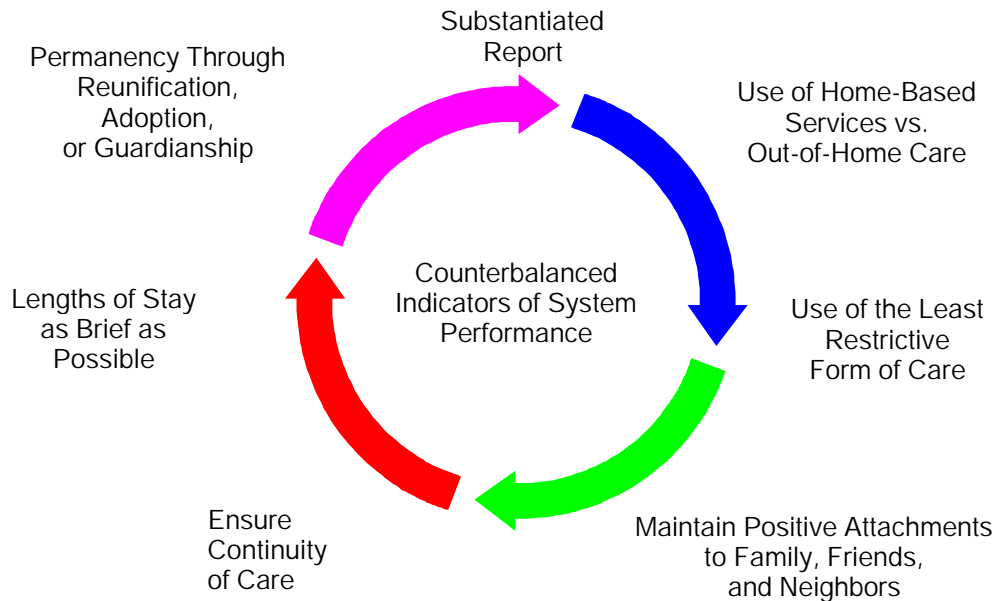 Substantiated
Report
Use of Home-Based
Services vs.
Out-of-Home Care
Use of the Least
Restrictive
Form of Care
Maintain Positive Attachments
to Family, Friends,
and Neighbors
Ensure
Continuity
of Care
Lengths of Stay
as Brief as
Possible
Permanency Through
Reunification,
Adoption,
or Guardianship
Counterbalanced
Indicators of System
Performance